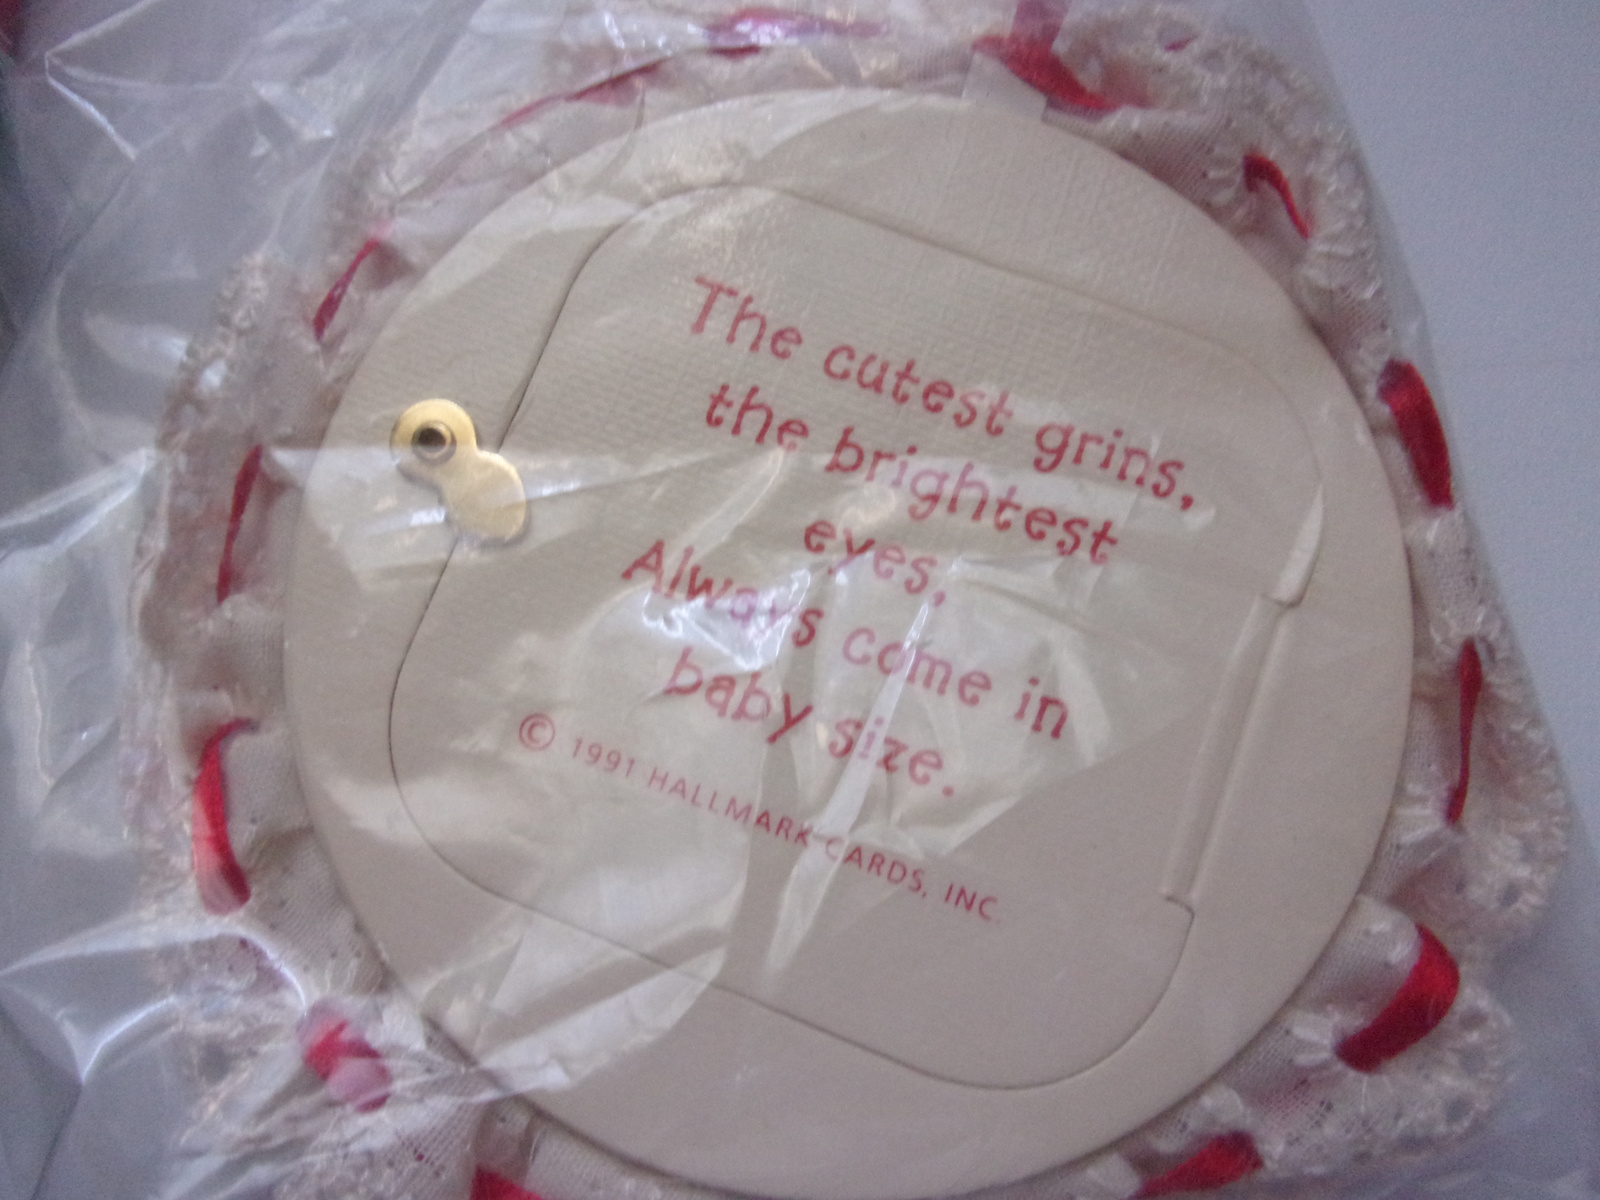 The cutest grins,
the brightest
eyes,
Always come in
baby size.
© 1991 HALLMARK CARDS, INC.